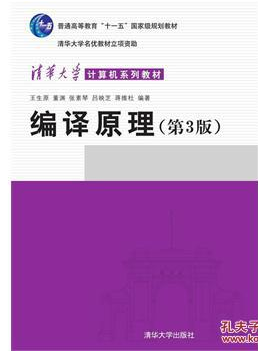 普通高等教育“十一五”国家级规划教材
清华大学名优教材立项资助
清华大学 计算机系列教材
王生原 董渊 张素琴 吕映芝 蒋维杜 编著
编译原理（第3版）
清华大学出版社